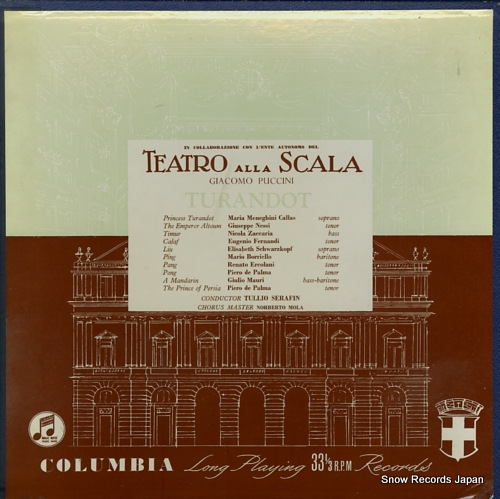 IN COLLABORAZIONE CON L'ENTE AUTONOMO DEL
TEATRO ALLA SCALA
GIACOMO PUCCINI
TURANDOT
Princess Turandot Maria Meneghini Callas soprano
The Emperor Altoum Giuseppe Nessi tenor
Timur Nicola Zaccaria bass
Calaf Eugenio Fernandi tenor
Liu Elisabeth Schwarzkopf soprano
Ping Mario Borriello baritone
Pang Renato Ercolani tenor
Pong Piero de Palma tenor
A Mandarin Giulio Mauri bass-baritone
The Prince of Persia Piero de Palma tenor
CONDUCTOR TULLIO SERAFIN
CHORUS MASTER NORBERTO MOLA
COLUMBIA Long Playing 33 1/3 R.P.M. Records
Snow Records Japan